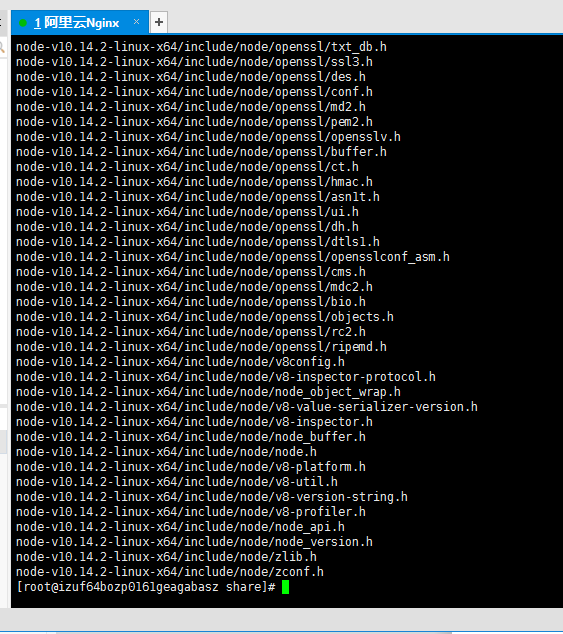 1 阿里云Nginx × +
node-v10.14.2-linux-x64/include/node/openssl/txt_db.h
node-v10.14.2-linux-x64/include/node/openssl/ssl3.h
node-v10.14.2-linux-x64/include/node/openssl/des.h
node-v10.14.2-linux-x64/include/node/openssl/conf.h
node-v10.14.2-linux-x64/include/node/openssl/md2.h
node-v10.14.2-linux-x64/include/node/openssl/pem2.h
node-v10.14.2-linux-x64/include/node/openssl/opensslv.h
node-v10.14.2-linux-x64/include/node/openssl/buffer.h
node-v10.14.2-linux-x64/include/node/openssl/ct.h
node-v10.14.2-linux-x64/include/node/openssl/hmac.h
node-v10.14.2-linux-x64/include/node/openssl/asn1t.h
node-v10.14.2-linux-x64/include/node/openssl/ui.h
node-v10.14.2-linux-x64/include/node/openssl/dh.h
node-v10.14.2-linux-x64/include/node/openssl/dtls1.h
node-v10.14.2-linux-x64/include/node/openssl/opensslconf_asm.h
node-v10.14.2-linux-x64/include/node/openssl/cms.h
node-v10.14.2-linux-x64/include/node/openssl/mdc2.h
node-v10.14.2-linux-x64/include/node/openssl/bio.h
node-v10.14.2-linux-x64/include/node/openssl/objects.h
node-v10.14.2-linux-x64/include/node/openssl/rc2.h
node-v10.14.2-linux-x64/include/node/openssl/ripemd.h
node-v10.14.2-linux-x64/include/node/v8config.h
node-v10.14.2-linux-x64/include/node/v8-inspector-protocol.h
node-v10.14.2-linux-x64/include/node/node_object_wrap.h
node-v10.14.2-linux-x64/include/node/v8-value-serializer-version.h
node-v10.14.2-linux-x64/include/node/v8-inspector.h
node-v10.14.2-linux-x64/include/node/node_buffer.h
node-v10.14.2-linux-x64/include/node/node.h
node-v10.14.2-linux-x64/include/node/v8-platform.h
node-v10.14.2-linux-x64/include/node/v8-util.h
node-v10.14.2-linux-x64/include/node/v8-version-string.h
node-v10.14.2-linux-x64/include/node/v8-profiler.h
node-v10.14.2-linux-x64/include/node/node_api.h
node-v10.14.2-linux-x64/include/node/node_version.h
node-v10.14.2-linux-x64/include/node/zlib.h
node-v10.14.2-linux-x64/include/node/zconf.h
[root@izuf64bozp0161geagabasz share]#